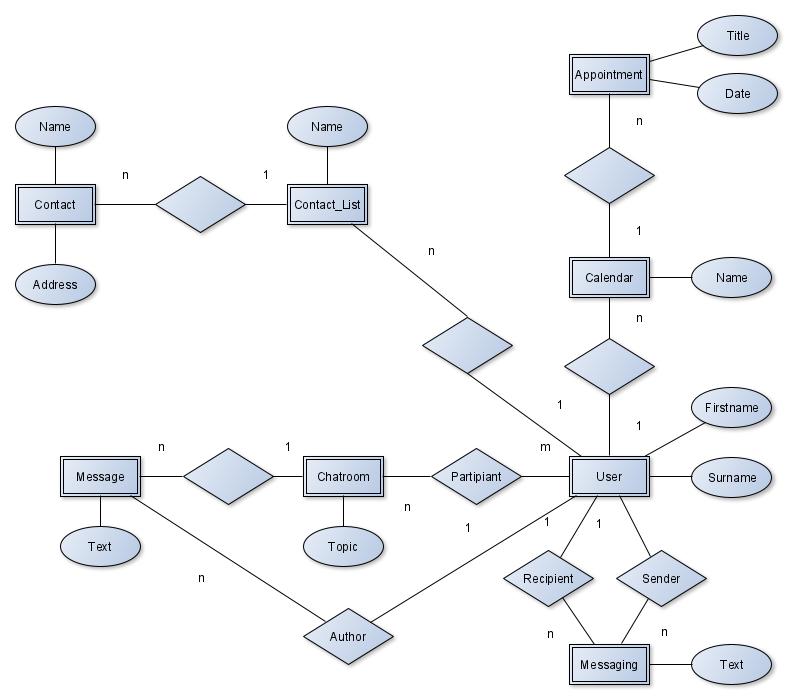 Title
Appointment
Date
n
Name
Name
n
1
Contact
Contact_List
1
n
Address
Calendar
Name
n
1
1
Firstname
n
1
m
Message
Chatroom
Partipiant
User
Surname
n
1
1
1
Text
Topic
n
Recipient
Sender
Author
n
n
Messaging
Text